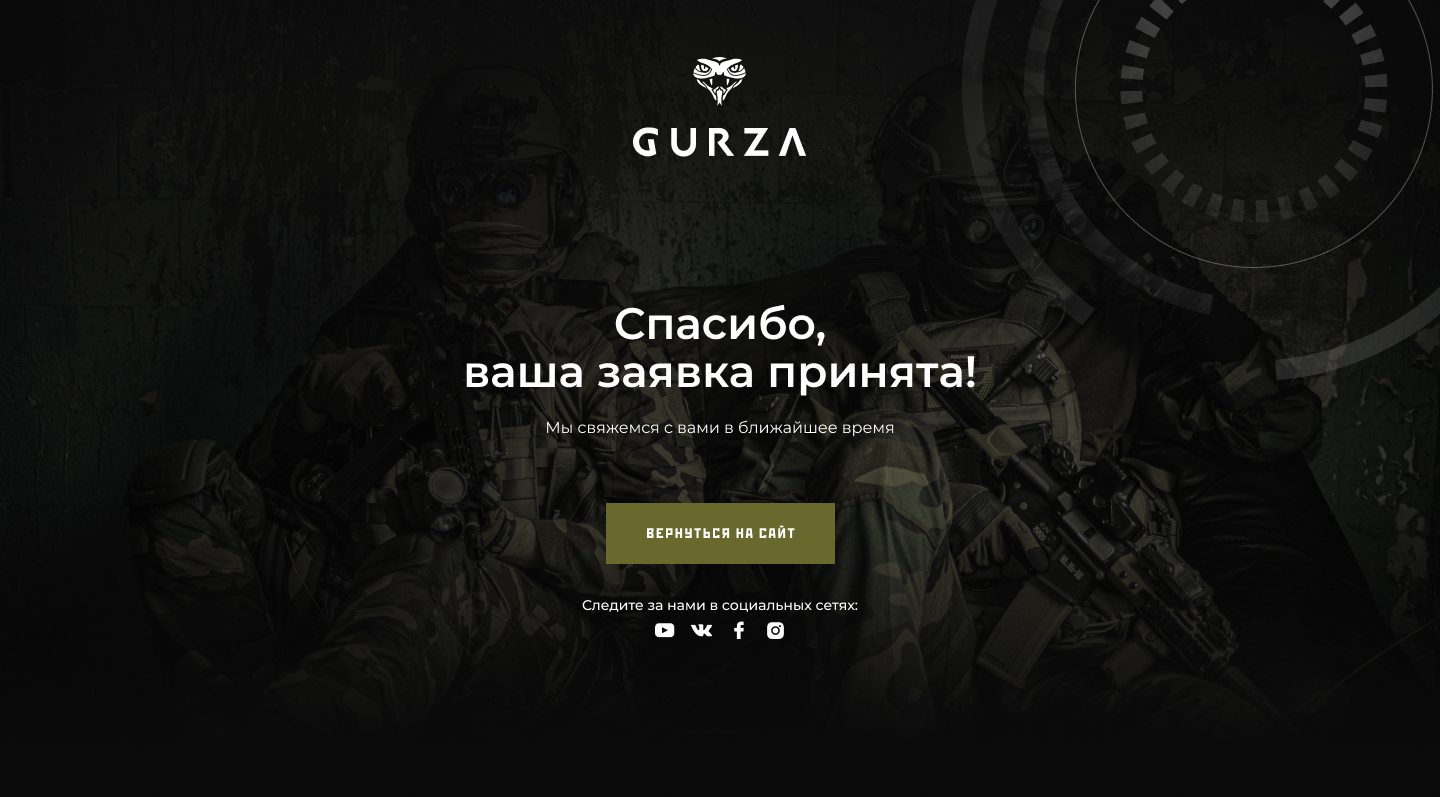 GURZA
Спасибо,
ваша заявка принята!
Мы свяжемся с вами в ближайшее время
ВЕРНУТЬСЯ НА САЙТ
Следите за нами в социальных сетях: